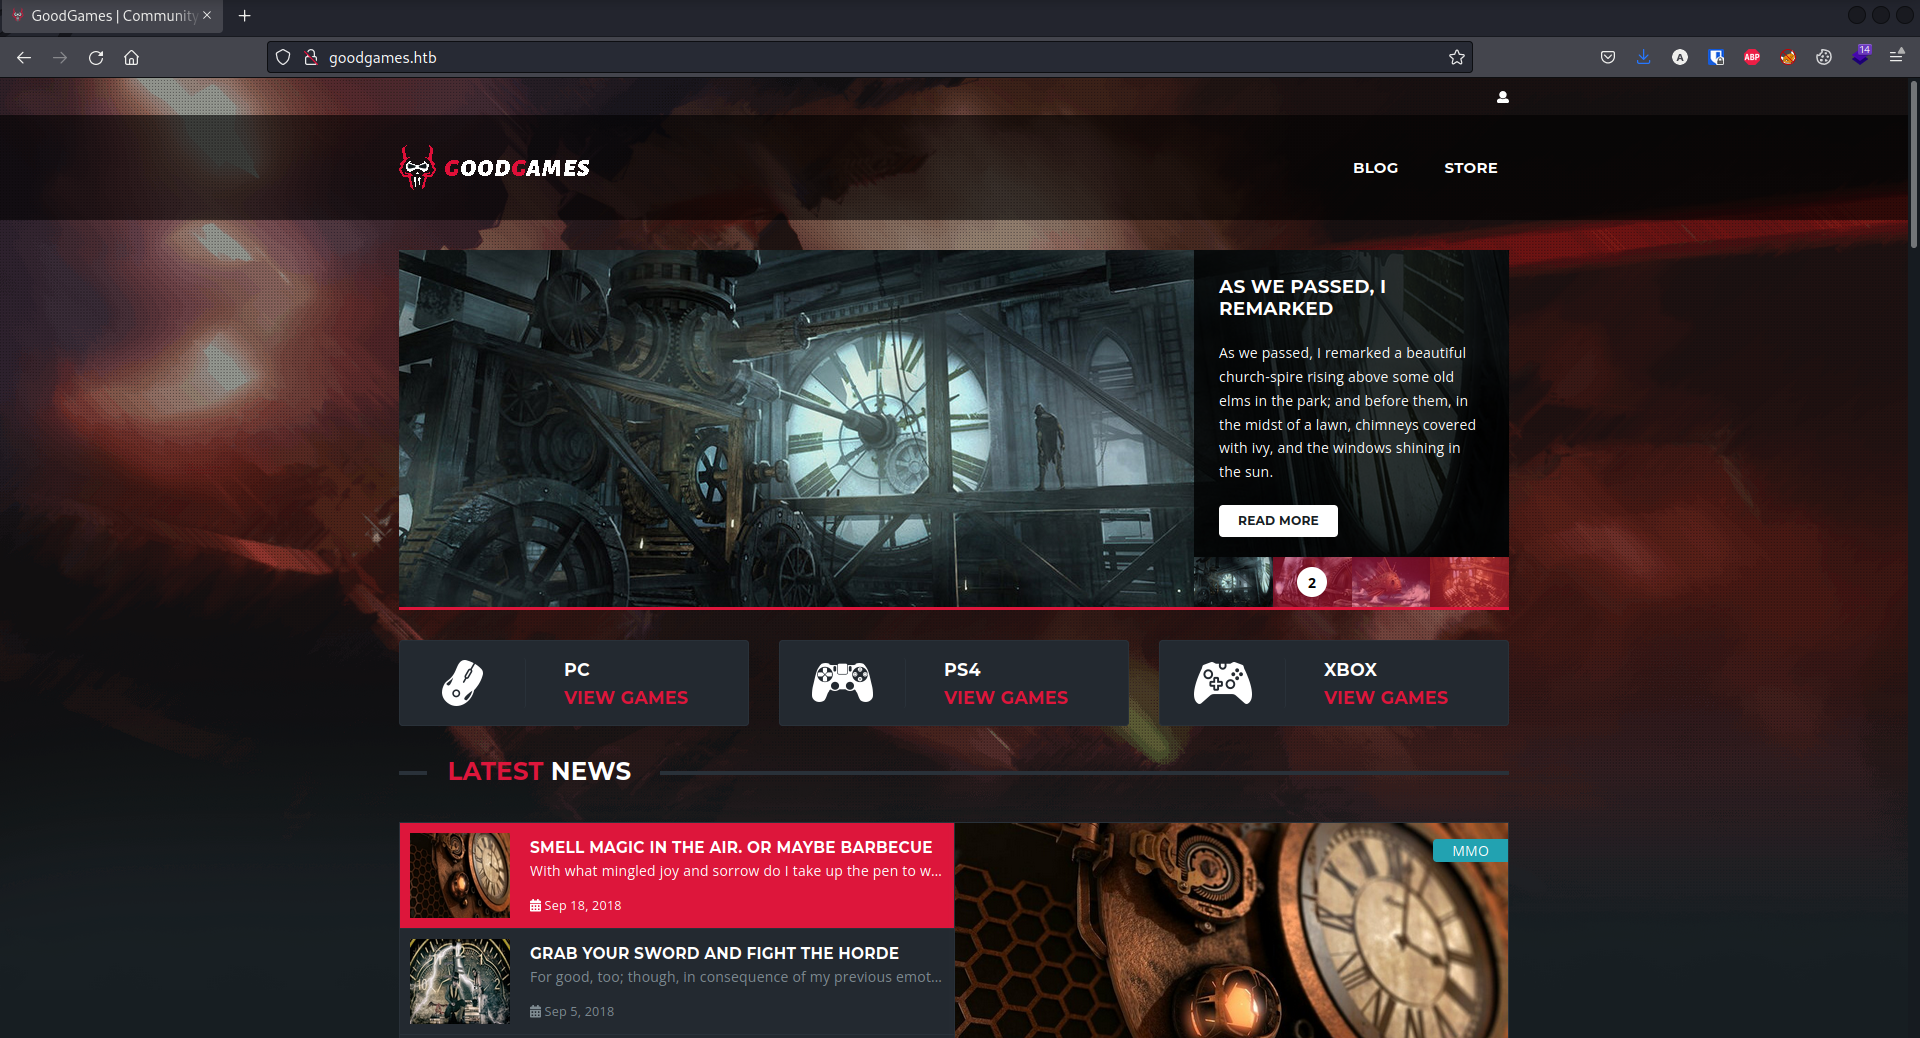 GoodGames | Community
goodgames.htb
ABP
14
GOODGAMES
BLOG
STORE
AS WE PASSED, I
REMARKED
As we passed, I remarked a beautiful
church-spire rising above some old
elms in the park; and before them, in
the midst of a lawn, chimneys covered
with ivy, and the windows shining in
the sun.
READ MORE
2
PC
VIEW GAMES
PS4
VIEW GAMES
XBOX
VIEW GAMES
LATEST NEWS
SMELL MAGIC IN THE AIR. OR MAYBE BARBECUE
With what mingled joy and sorrow do I take up the pen to w...
Sep 18, 2018
MMO
GRAB YOUR SWORD AND FIGHT THE HORDE
For good, too; though, in consequence of my previous emot...
Sep 5, 2018